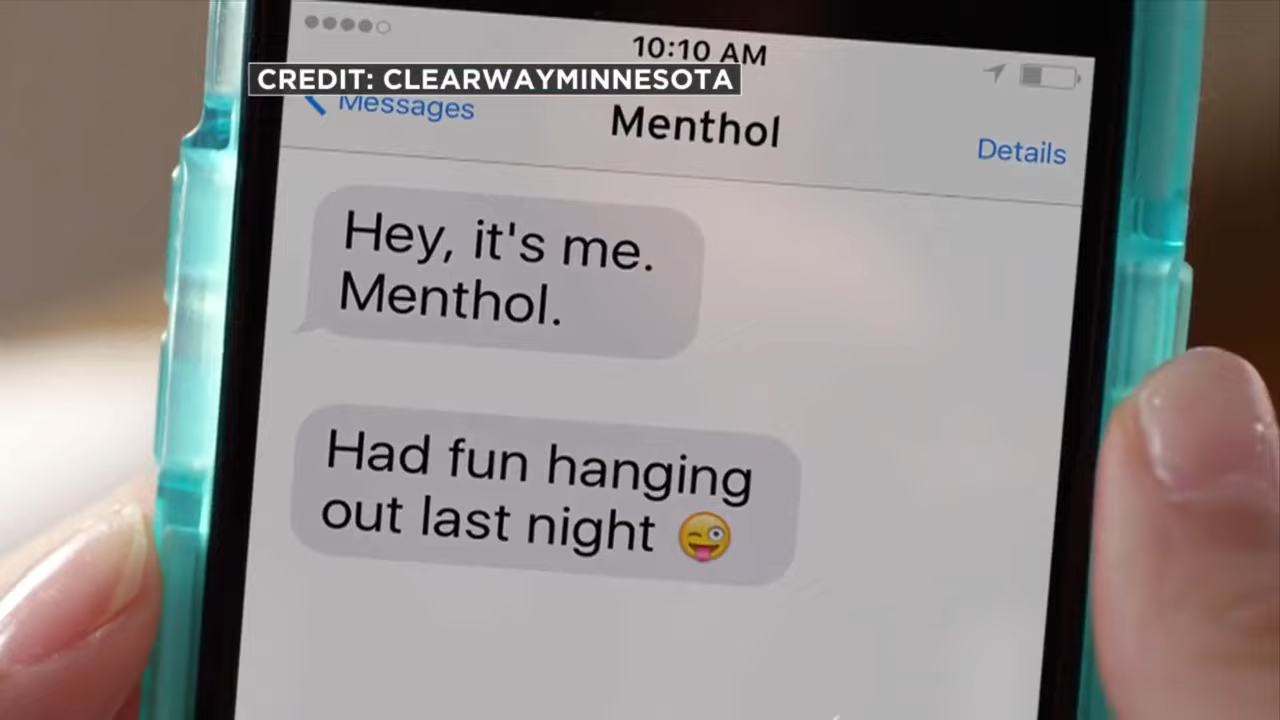 10:10 AM
CREDIT: CLEARWAYMINNESOTA
Messages
Menthol
Details
Hey, it's me.
Menthol.
Had fun hanging
out last night 😜